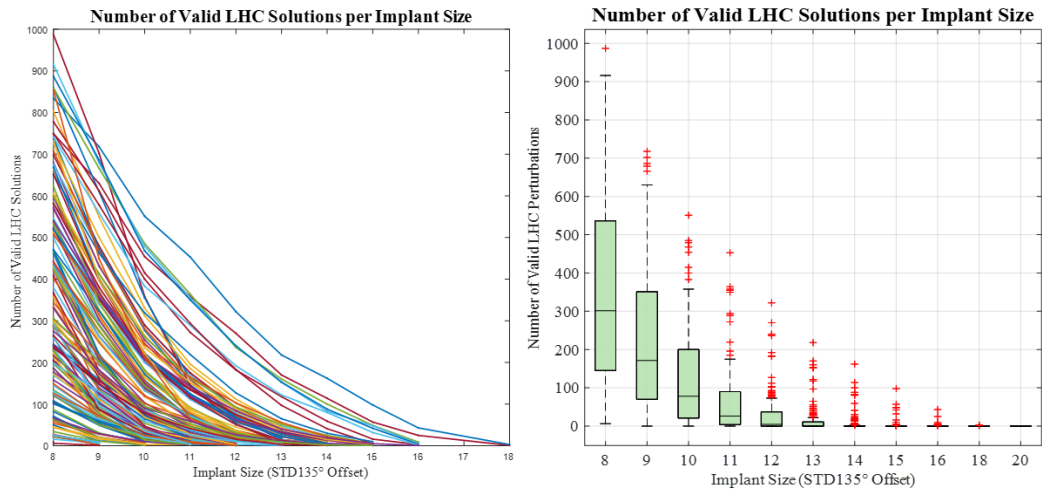 Number of Valid LHC Solutions per Implant Size
1000
900
800
700
600
500
400
300
200
100
0
Number of Valid LHC Solutions
8 9 10 11 12 13 14 15 16 17 18
Implant Size (STD135° Offset)
Number of Valid LHC Solutions per Implant Size
1000
900
800
700
600
500
400
300
200
100
0
Number of Valid LHC Perturbations
8 9 10 11 12 13 14 15 16 18 20
Implant Size (STD135° Offset)